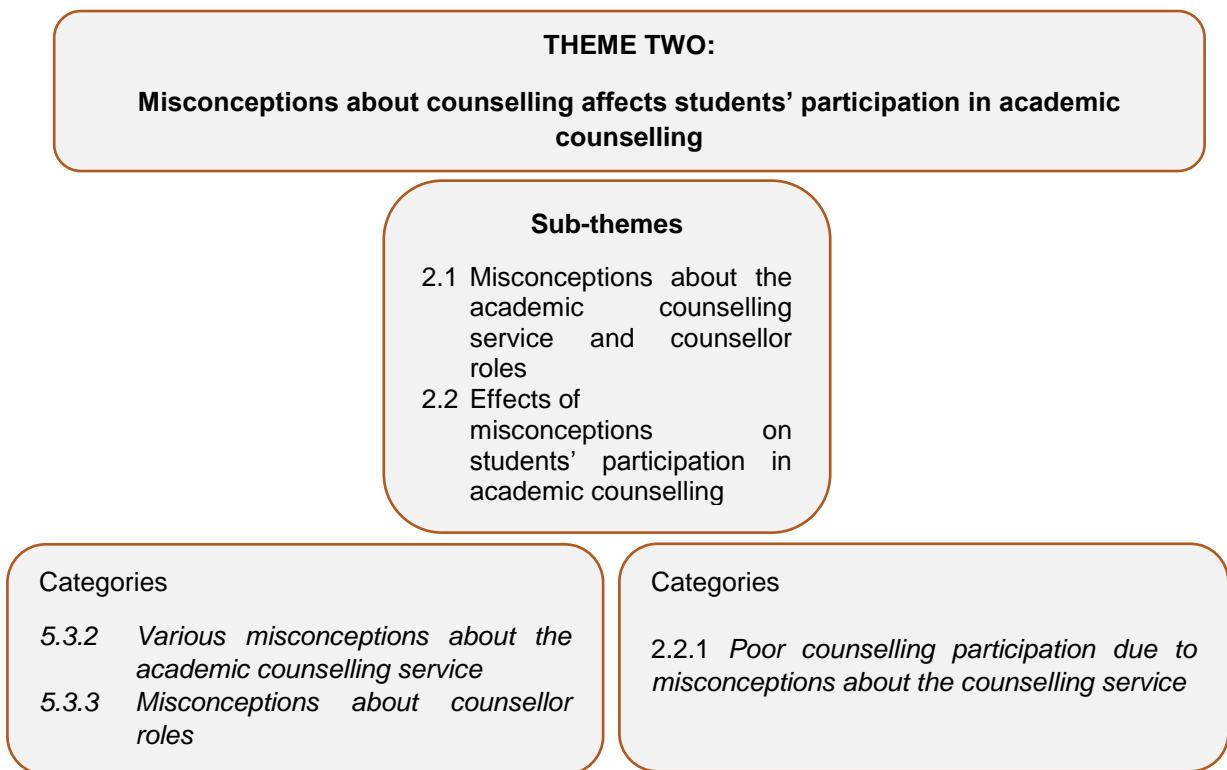 THEME TWO:
Misconceptions about counselling affects students’ participation in academic
counselling
Sub-themes
2.1 Misconceptions about the
academic counselling
service and counsellor
roles
2.2 Effects of
misconceptions on
students’ participation in
academic counselling
Categories
5.3.2 Various misconceptions about the
academic counselling service
5.3.3 Misconceptions about counsellor
roles
Categories
2.2.1 Poor counselling participation due to
misconceptions about the counselling service